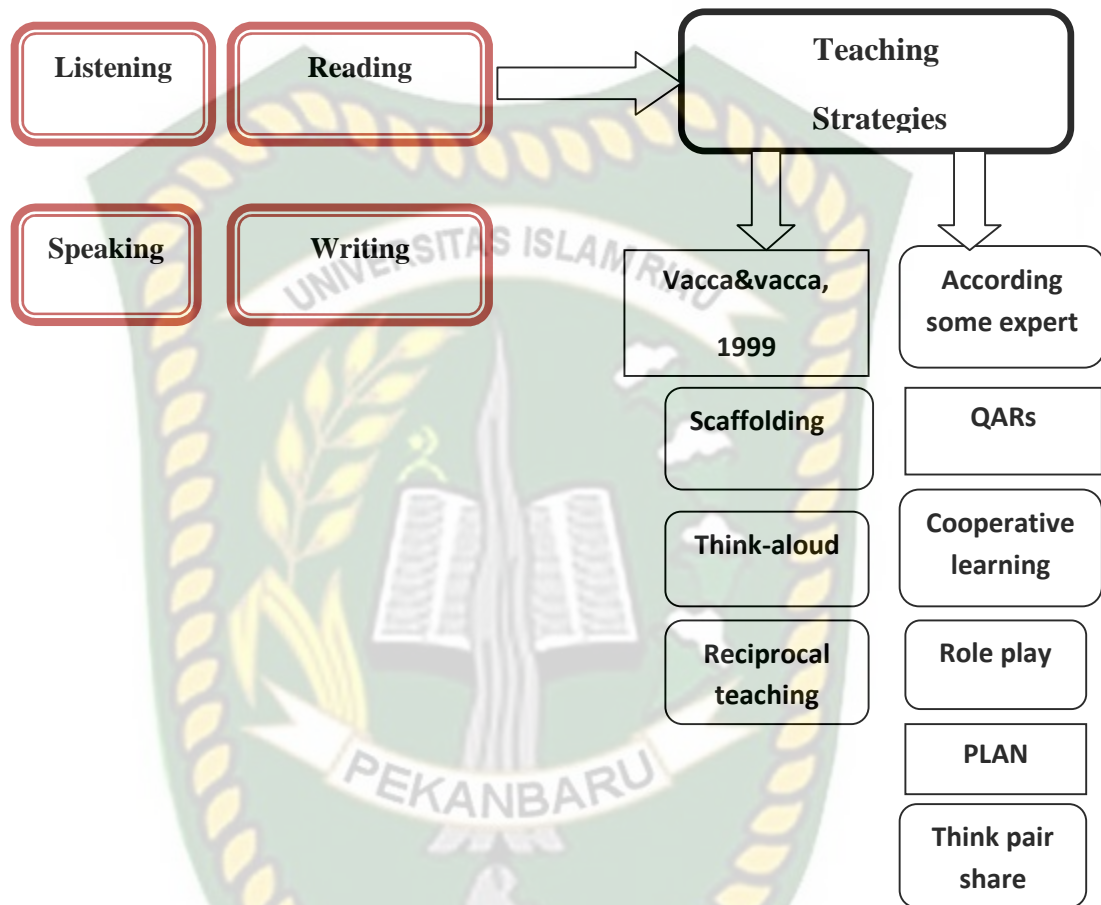 Listening
Reading
Teaching
Strategies
Speaking
Writing
UNIVERSITAS ISLAM RIAU
Vacca&vacca,
1999
According
some expert
Scaffolding
QARs
Think-aloud
Cooperative
learning
Reciprocal
teaching
Role play
PLAN
Think pair
share
PEKANBARU